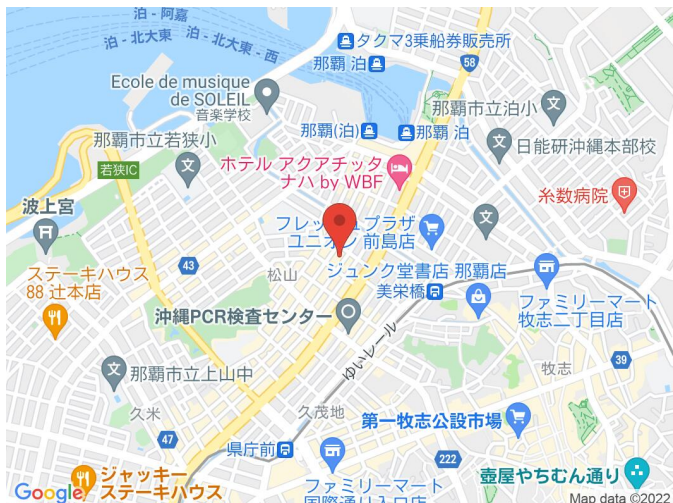 泊 - 阿嘉
泊 - 北大東
泊 - 北大東 - 西
タクマ3乗船券販売所
那覇 泊
58
Ecole de musique
de SOLEIL
音楽学校
那覇市立泊小
那覇市立若狭小
那覇(泊)
那覇 泊
日能研沖縄本部校
若狭IC
ホテル アクアチッタ
ナハ by WBF
糸数病院
波上宮
フレッシュプラザ
ユニオン 前島店
43
松山
ジュンク堂書店 那覇店
美栄橋
ステーキハウス
88 辻本店
沖縄PCR検査センター
ファミリーマート
牧志二丁目店
ゆいレール
那覇市立上山中
39
牧志
久米
久茂地
第一牧志公設市場
47
県庁前
222
壺屋やちむん通り
ジャッキー
ステーキハウス
ファミリーマート
国際通り入口店
Google
Map data ©2022